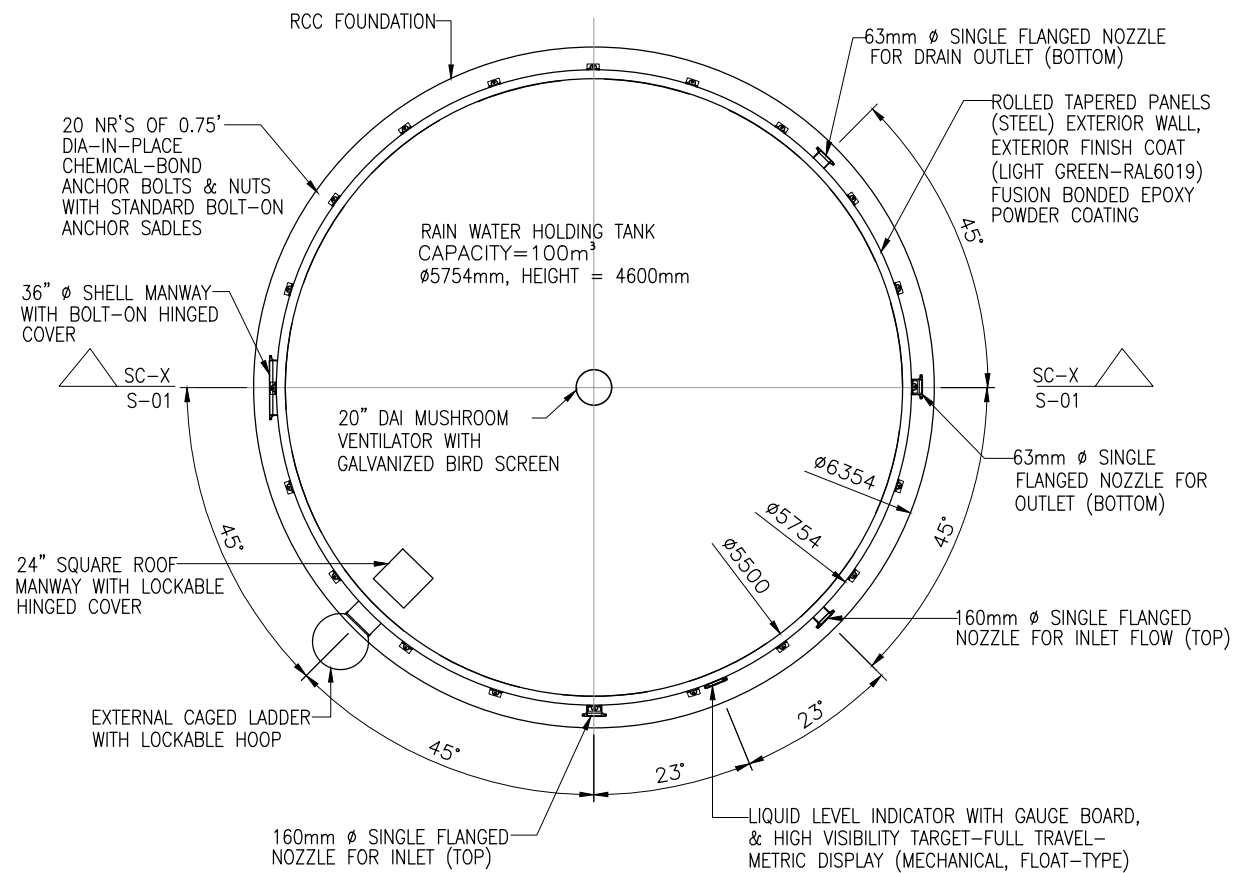 RCC FOUNDATION
63mm ø SINGLE FLANGED NOZZLE
FOR DRAIN OUTLET (BOTTOM)
20 NR'S OF 0.75'
DIA-IN-PLACE
CHEMICAL-BOND
ANCHOR BOLTS & NUTS
WITH STANDARD BOLT-ON
ANCHOR SADLES
ROLLED TAPERED PANELS
(STEEL) EXTERIOR WALL,
EXTERIOR FINISH COAT
(LIGHT GREEN-RAL6019)
FUSION BONDED EPOXY
POWDER COATING
45°
RAIN WATER HOLDING TANK
CAPACITY=100m³
ø5754mm, HEIGHT = 4600mm
36" ø SHELL MANWAY
WITH BOLT-ON HINGED
COVER
SC-X
S-01
SC-X
S-01
20" DAI MUSHROOM
VENTILATOR WITH
GALVANIZED BIRD SCREEN
63mm ø SINGLE
FLANGED NOZZLE FOR
OUTLET (BOTTOM)
ø6354
ø5754
ø5500
45°
45°
24" SQUARE ROOF
MANWAY WITH LOCKABLE
HINGED COVER
160mm ø SINGLE FLANGED
NOZZLE FOR INLET FLOW (TOP)
EXTERNAL CAGED LADDER
WITH LOCKABLE HOOP
45°
23°
23°
160mm ø SINGLE FLANGED
NOZZLE FOR INLET (TOP)
LIQUID LEVEL INDICATOR WITH GAUGE BOARD,
& HIGH VISIBILITY TARGET-FULL TRAVEL-
METRIC DISPLAY (MECHANICAL, FLOAT-TYPE)